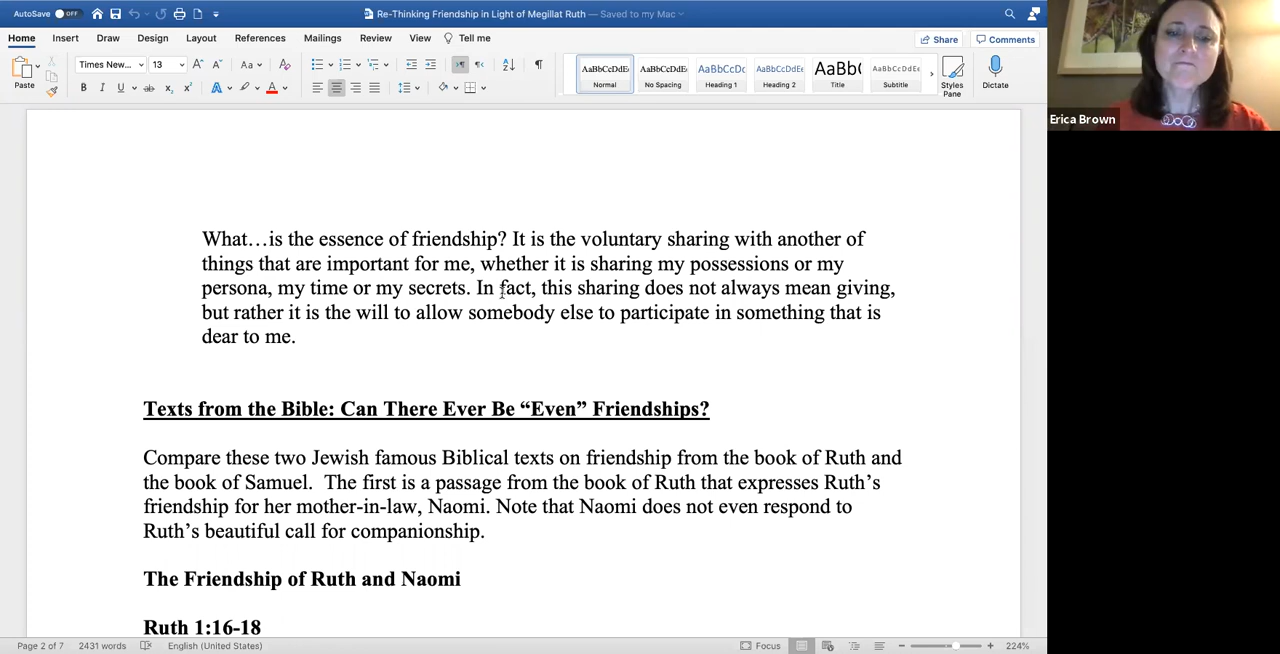 AutoSave OFF
Re-Thinking Friendship in Light of Megillat Ruth — Saved to my Mac
Home Insert Draw Design Layout References Mailings Review View Tell me
Share Comments
Paste
Times New... 13
AaBbCcDdE Normal
AaBbCcDdE No Spacing
AaBbCcDc Heading 1
AaBbCcDdEe Heading 2
AaBb( Title
AaBbCcDdEe Subtitle
Styles Pane
Dictate
Erica Brown
What…is the essence of friendship? It is the voluntary sharing with another of
things that are important for me, whether it is sharing my possessions or my
persona, my time or my secrets. In fact, this sharing does not always mean giving,
but rather it is the will to allow somebody else to participate in something that is
dear to me.
Texts from the Bible: Can There Ever Be “Even” Friendships?
Compare these two Jewish famous Biblical texts on friendship from the book of Ruth and
the book of Samuel. The first is a passage from the book of Ruth that expresses Ruth’s
friendship for her mother-in-law, Naomi. Note that Naomi does not even respond to
Ruth’s beautiful call for companionship.
The Friendship of Ruth and Naomi
Ruth 1:16-18
Page 2 of 7 2431 words English (United States) Focus 224%